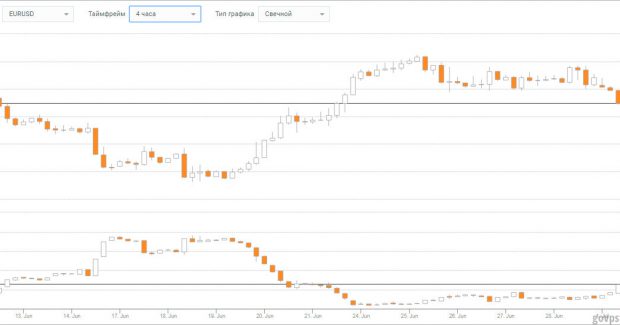 EURUSD Таймфрейм 4 часа Тип графика Свечной
13. Jun 14. Jun 17. Jun 18. Jun 19. Jun 20. Jun 21. Jun 24. Jun 25. Jun 26. Jun 27. Jun 28. Jun
govps